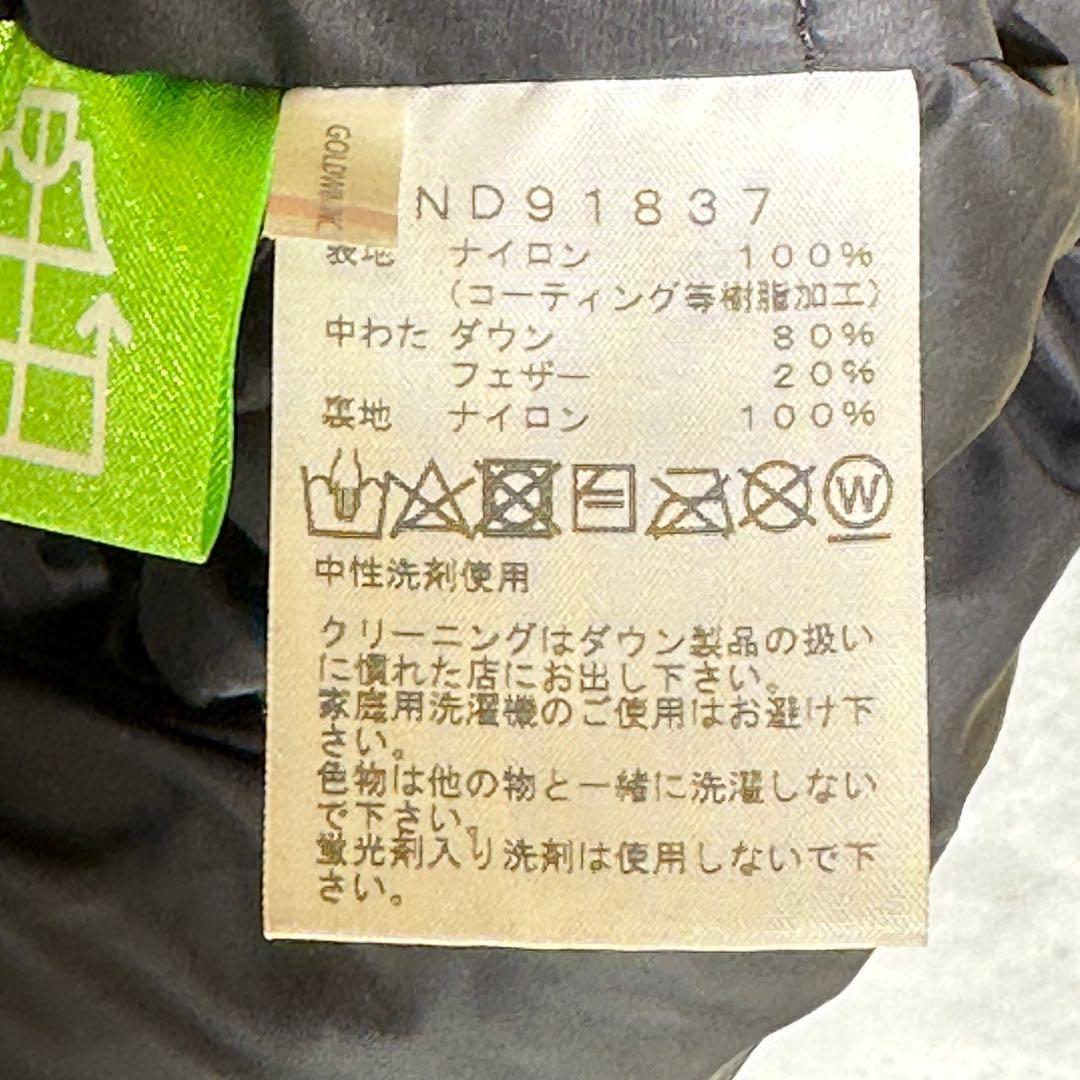 GOLDWIN INC
ND91837
表地 ナイロン 100%
(コーティング等樹脂加工)
中わた ダウン 80%
フェザー 20%
裏地 ナイロン 100%
W
中性洗剤使用
クリーニングはダウン製品の扱い
に慣れた店にお出し下さい。
家庭用洗濯機のご使用はお避け下
さい。
色物は他の物と一緒に洗濯しない
で下さい。
蛍光剤入り洗剤は使用しないで下
さい。